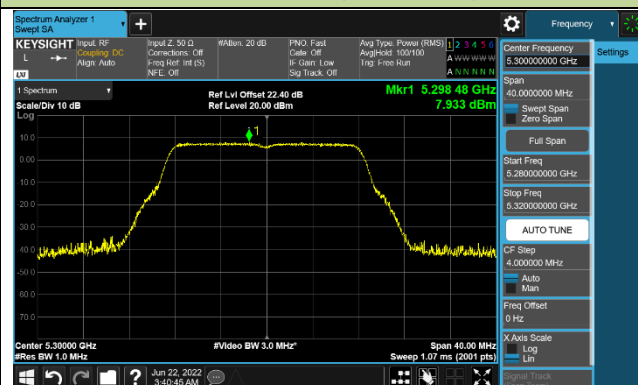 Spectrum Analyzer 1
Swept SA
Frequency
KEYSIGHT
Input: RF
Coupling: DC
Align: Auto
Input Z: 50 Ω
Corrections: Off
Freq Ref: Int (S)
NFE: Off
#Atten: 20 dB
PNO: Fast
Gate: Off
IF Gain: Low
Sig Track: Off
Avg Type: Power (RMS)
Avg|Hold: 100/100
Trig: Free Run
1 2 3 4 5 6
A W W W W W
A N N N N N
L
LXI
1 Spectrum
Scale/Div 10 dB
Log
Ref Lvl Offset 22.40 dB
Ref Level 20.00 dBm
Mkr1 5.298 48 GHz
7.933 dBm
1
10.0
0.00
-10.0
-20.0
-30.0
-40.0
-50.0
-60.0
-70.0
Center 5.30000 GHz
#Res BW 1.0 MHz
#Video BW 3.0 MHz*
Span 40.00 MHz
Sweep 1.07 ms (2001 pts)
Jun 22, 2022
3:40:45 AM
Center Frequency
5.300000000 GHz
Settings
Span
40.0000000 MHz
Swept Span
Zero Span
Full Span
Start Freq
5.280000000 GHz
Stop Freq
5.320000000 GHz
AUTO TUNE
CF Step
4.000000 MHz
Auto
Man
Freq Offset
0 Hz
X Axis Scale
Log
Lin
Signal Track